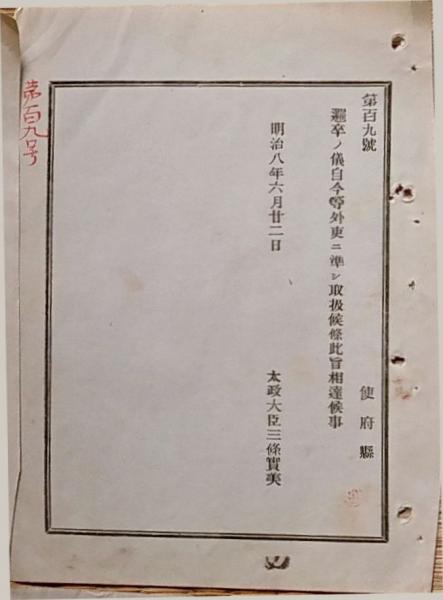 第百九號
使府縣
邏卒ノ儀自今等外吏ニ準シ取扱候條此旨相達候事
明治八年六月廿二日
太政大臣三條實美
第百九号